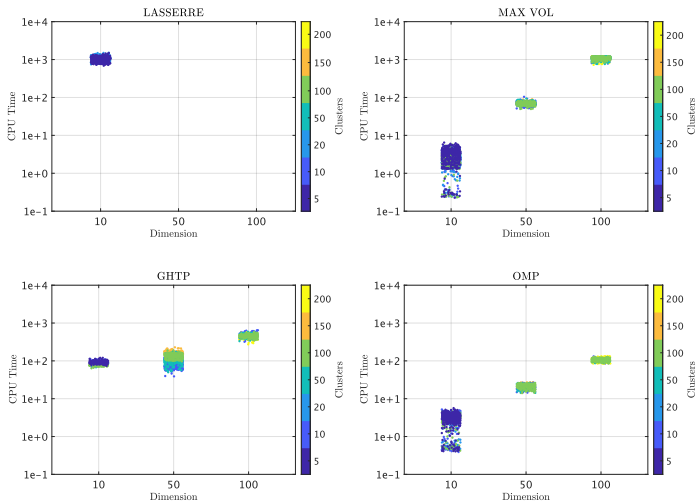 LASSERRE
1e+4
1e+3
1e+2
1e+1
1e+0
1e−1
CPU Time
10
50
100
Dimension
200
150
100
50
20
10
5
Clusters
MAX VOL
1e+4
1e+3
1e+2
1e+1
1e+0
1e−1
CPU Time
10
50
100
Dimension
200
150
100
50
20
10
5
Clusters
GHTP
1e+4
1e+3
1e+2
1e+1
1e+0
1e−1
CPU Time
10
50
100
Dimension
200
150
100
50
20
10
5
Clusters
OMP
1e+4
1e+3
1e+2
1e+1
1e+0
1e−1
CPU Time
10
50
100
Dimension
200
150
100
50
20
10
5
Clusters